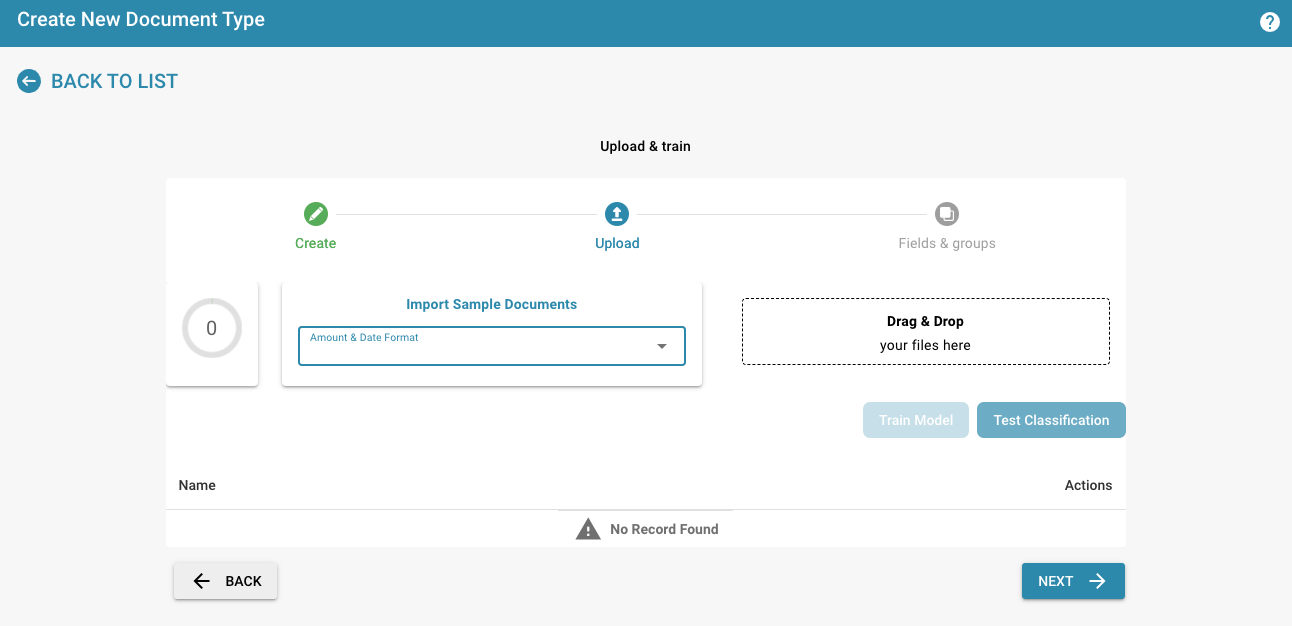 Create New Document Type
?
BACK TO LIST
Upload & train
Create
Upload
Fields & groups
0
Import Sample Documents
Amount & Date Format
Drag & Drop
your files here
Train Model
Test Classification
Name
Actions
No Record Found
BACK
NEXT